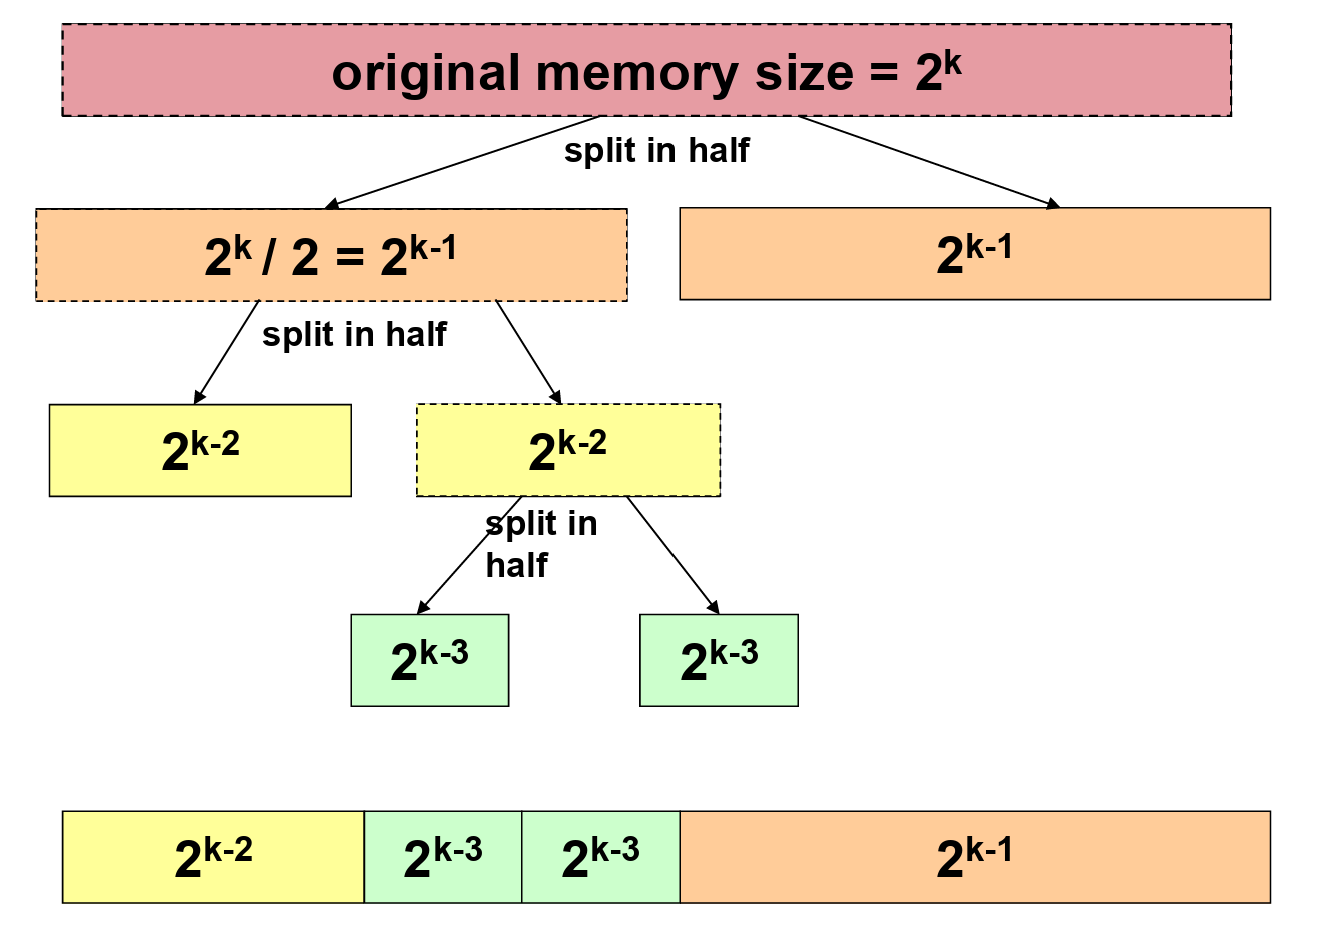 original memory size = 2ᵏ
split in half
2ᵏ / 2 = 2ᵏ⁻¹
2ᵏ⁻¹
split in half
2ᵏ⁻²
2ᵏ⁻²
split in
half
2ᵏ⁻³
2ᵏ⁻³
2ᵏ⁻²
2ᵏ⁻³
2ᵏ⁻³
2ᵏ⁻¹